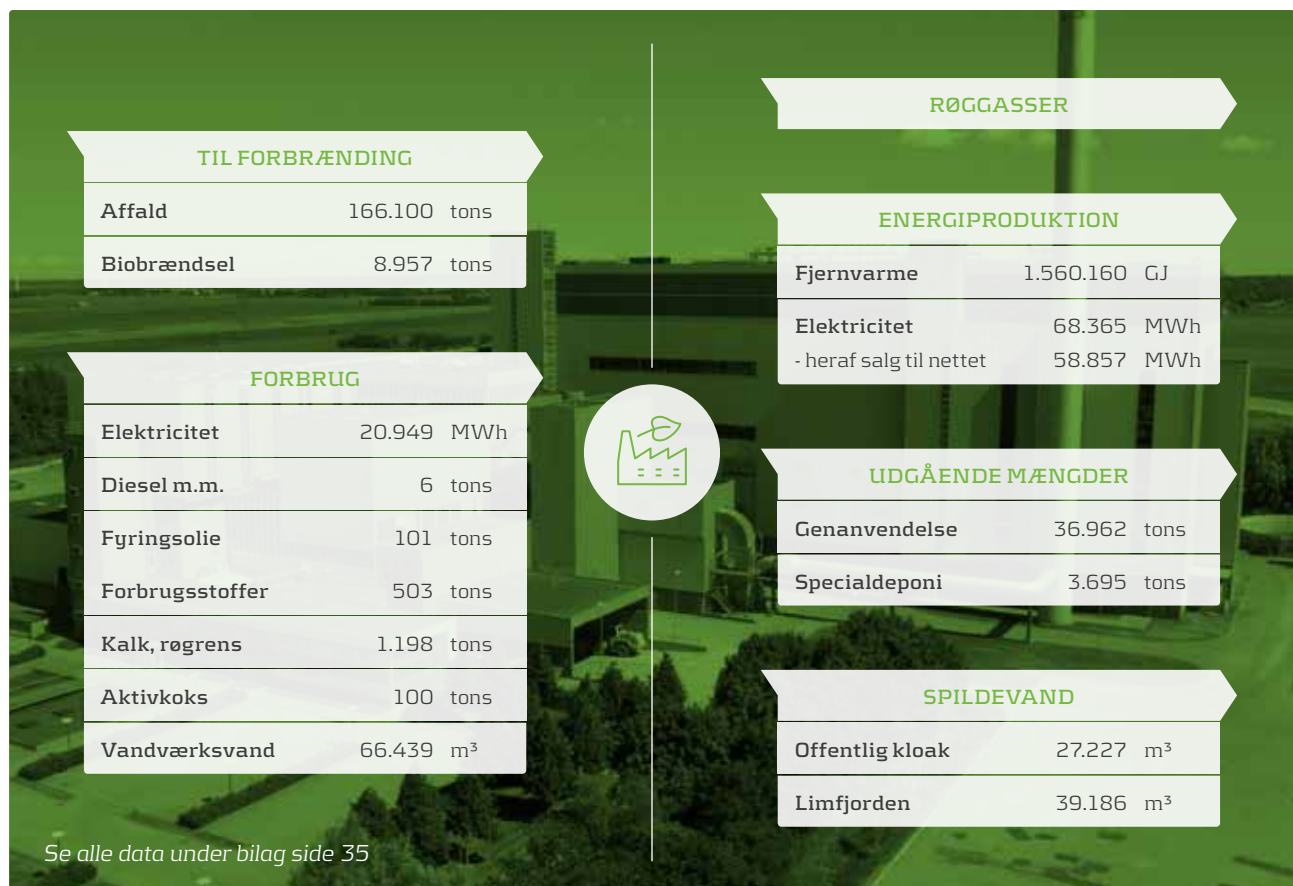 TIL FORBRÆNDING
Affald 166.100 tons
Biobrændsel 8.957 tons
FORBRUG
Elektricitet 20.949 MWh
Diesel m.m. 6 tons
Fyringsolie 101 tons
Forbrugsstoffer 503 tons
Kalk, røgrens 1.198 tons
Aktivkoks 100 tons
Vandværksvand 66.439 m³
Se alle data under bilag side 35
RØGGASSER
ENERGIPRODUKTION
Fjernvarme 1.560.160 GJ
Elektricitet 68.365 MWh
- heraf salg til nettet 58.857 MWh
UDGÅENDE MÆNGDER
Genanvendelse 36.962 tons
Specialdeponi 3.695 tons
SPILDEVAND
Offentlig kloak 27.227 m³
Limfjorden 39.186 m³